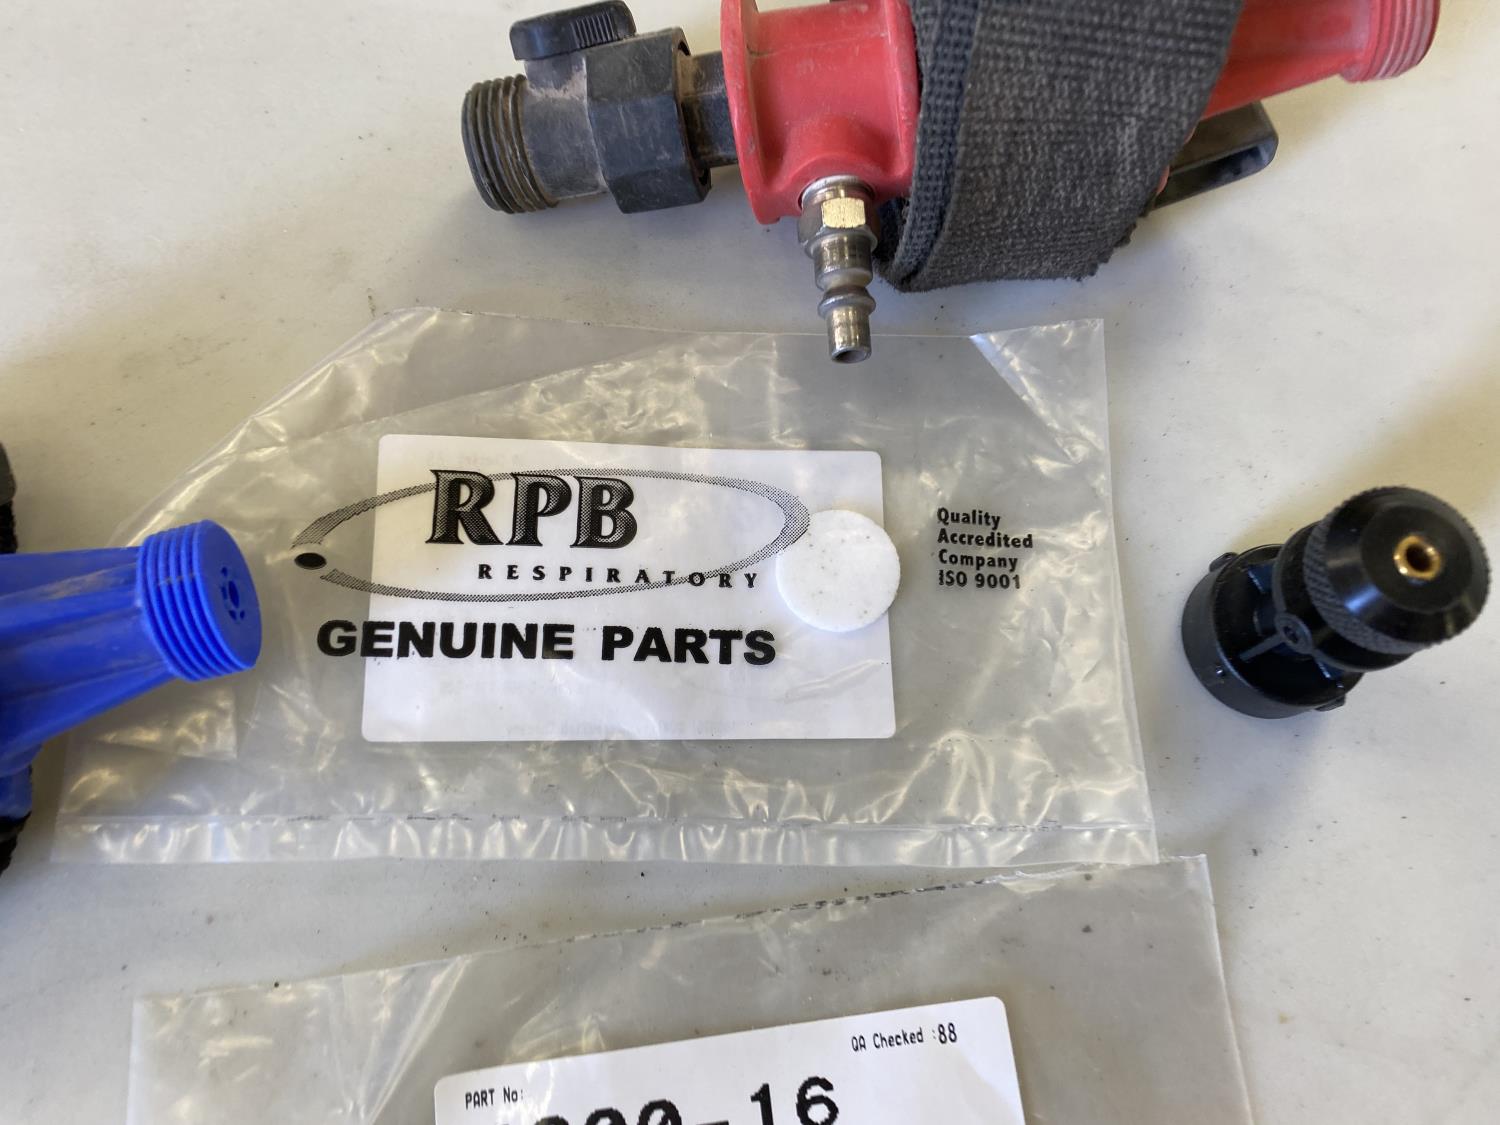 RPB
RESPIRATORY
GENUINE PARTS
Quality
Accredited
Company
ISO 9001
QA Checked :88
PART No: